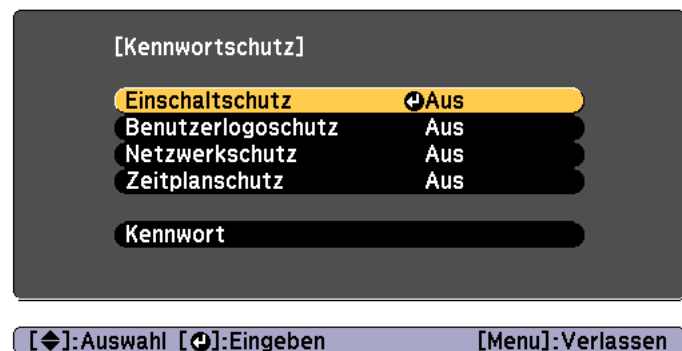 [Kennwortschutz]
Einschaltschutz Aus
Benutzerlogoschutz Aus
Netzwerkschutz Aus
Zeitplanschutz Aus
Kennwort
[◆]:Auswahl [⏎]:Eingeben [Menu]:Verlassen